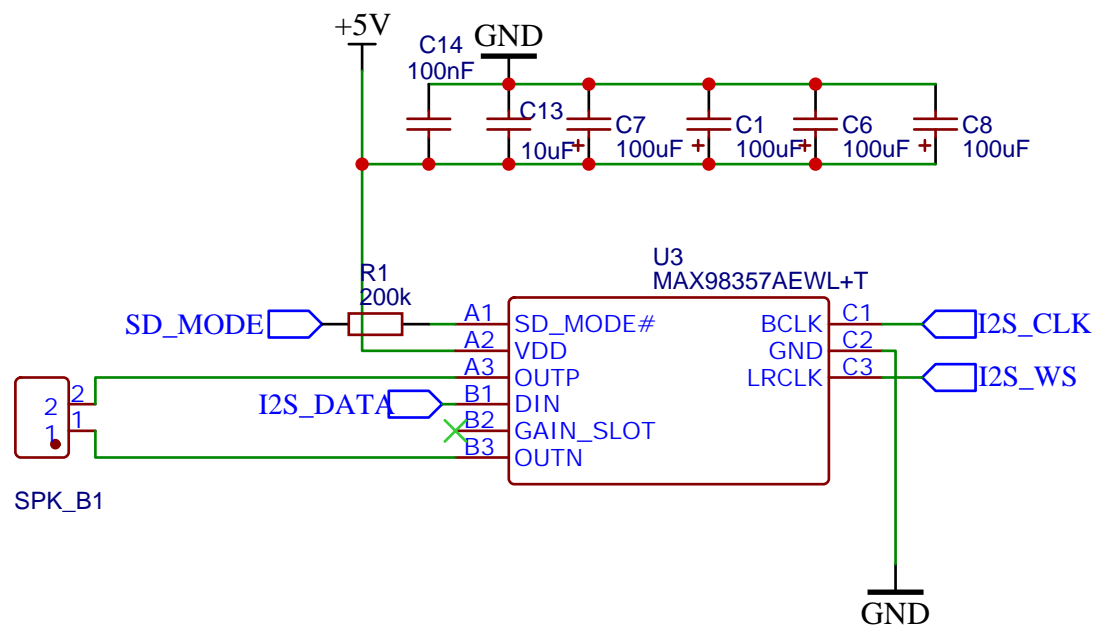 +5V
C14
100nF
GND
C13
10uF
C7
100uF
C1
100uF
C6
100uF
C8
100uF
+
+
+
+
R1
200k
U3
MAX98357AEWL+T
SD_MODE
A1
SD_MODE#
BCLK
C1
I2S_CLK
A2
VDD
GND
C2
A3
OUTP
LRCLK
C3
I2S_WS
2
2
I2S_DATA
B1
DIN
1
1
B2
GAIN_SLOT
B3
OUTN
SPK_B1
GND